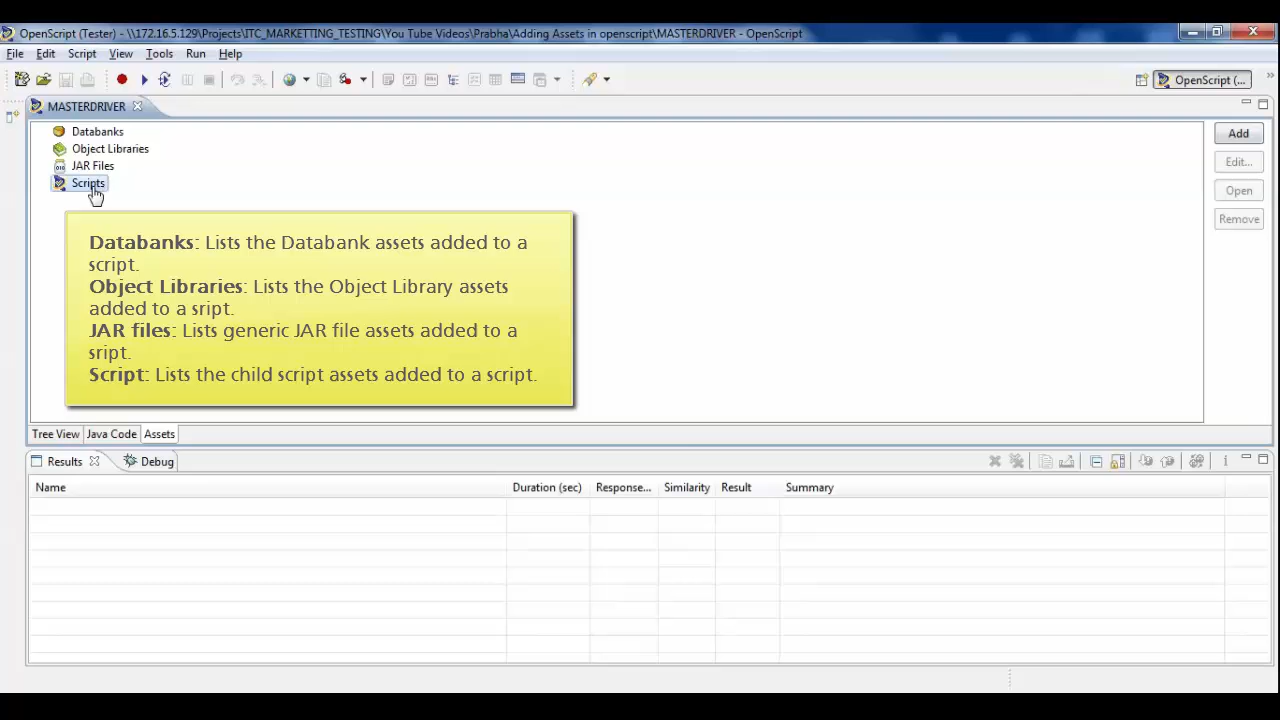 OpenScript (Tester) - \\172.16.5.129\Projects\ITC_MARKETTING_TESTING\You Tube Videos\Prabha\Adding Assets in openscript\MASTERDRIVER - OpenScript
File Edit Script View Tools Run Help
OpenScript (...
MASTERDRIVER
Databanks
Object Libraries
JAR Files
Scripts
Add
Edit...
Open
Remove
Databanks: Lists the Databank assets added to a
script.
Object Libraries: Lists the Object Library assets
added to a sript.
JAR files: Lists generic JAR file assets added to a
sript.
Script: Lists the child script assets added to a script.
Tree View Java Code Assets
Results Debug
Name Duration (sec) Response... Similarity Result Summary